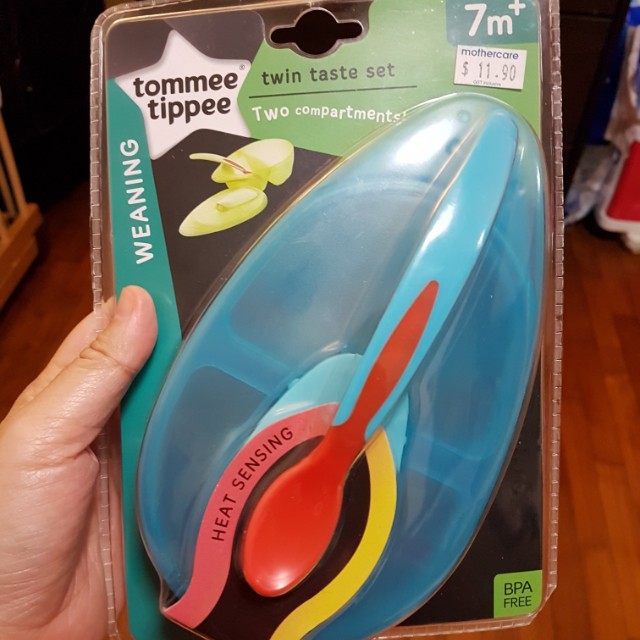 7m+
mothercare
$ 11.90
tommee
tippee®
twin taste set
Two compartments!
WEANING
HEAT SENSING
BPA
FREE